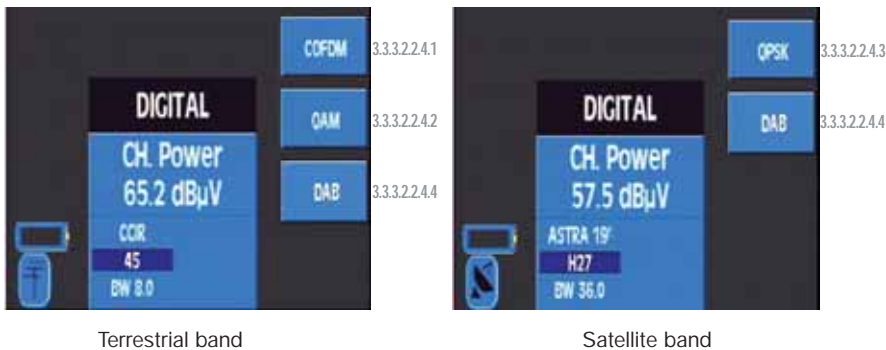 COFDM 3.3.3.2.2.4.1
DIGITAL
QAM 3.3.3.2.2.4.2
CH. Power
65.2 dBµV
DAB 3.3.3.2.2.4.4
CCIR
45
BW 8.0
Terrestrial band
QPSK 3.3.3.2.2.4.3
DIGITAL
DAB 3.3.3.2.2.4.4
CH. Power
57.5 dBµV
ASTRA 19'
H27
BW 36.0
Satellite band